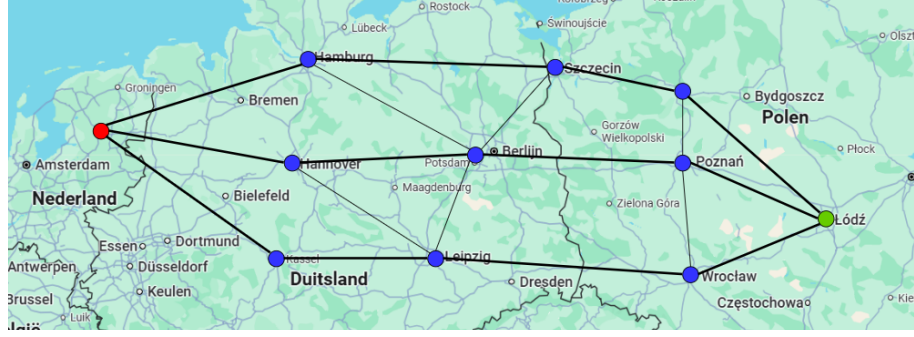 Rostock
Lübeck
Świnoujście
Hamburg
Szczecin
Groningen
Bremen
Bydgoszcz
Polen
Gorzów
Wielkopolski
Amsterdam
Hannover
Potsdam
Berlijn
Poznań
Płock
Nederland
Bielefeld
Maagdenburg
Zielona Góra
Łódź
Essen
Dortmund
Antwerpen
Düsseldorf
Kassel
Leipzig
Duitsland
Dresden
Wrocław
Brussel
Keulen
Częstochowa
Luik